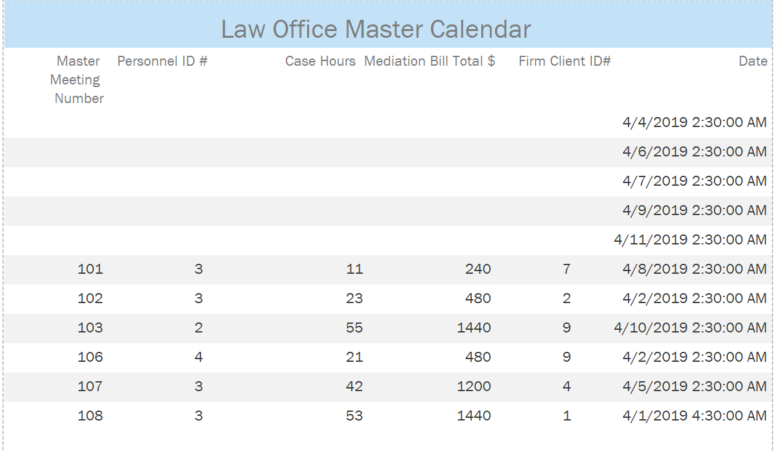 Law Office Master Calendar
Master Meeting Number Personnel ID # Case Hours Mediation Bill Total $ Firm Client ID# Date
4/4/2019 2:30:00 AM
4/6/2019 2:30:00 AM
4/7/2019 2:30:00 AM
4/9/2019 2:30:00 AM
4/11/2019 2:30:00 AM
101 3 11 240 7 4/8/2019 2:30:00 AM
102 3 23 480 2 4/2/2019 2:30:00 AM
103 2 55 1440 9 4/10/2019 2:30:00 AM
106 4 21 480 9 4/2/2019 2:30:00 AM
107 3 42 1200 4 4/5/2019 2:30:00 AM
108 3 53 1440 1 4/1/2019 4:30:00 AM